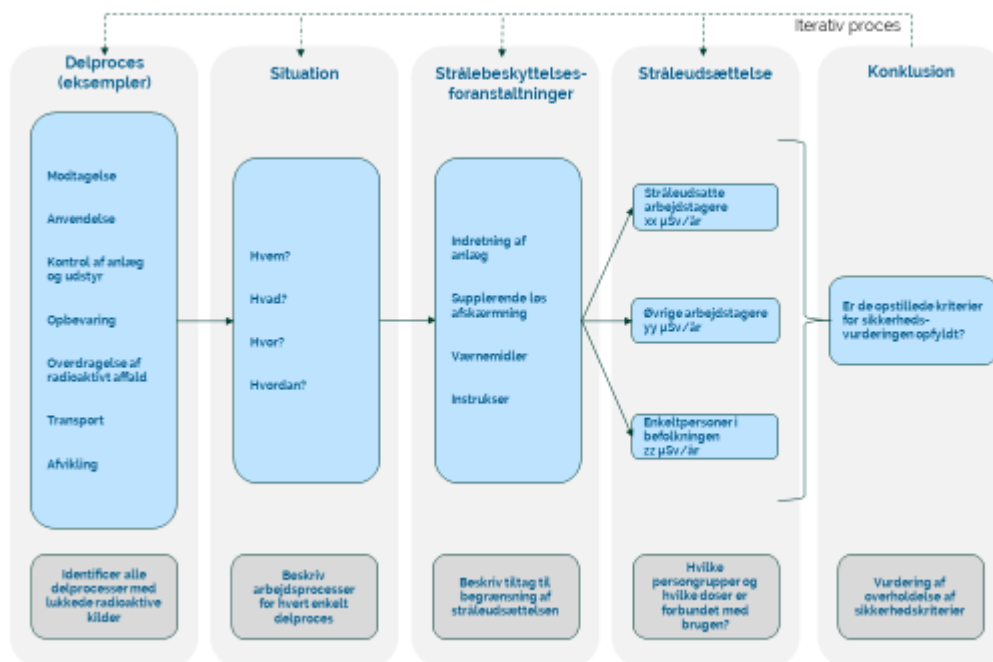 Iterativ proces
Delproces
(eksempler)
Modtagelse
Anvendelse
Kontrol af anlæg
og udstyr
Opbevaring
Overdragelse af
radioaktivt affald
Transport
Afvikling
Identificer alle
delprocesser med
lukkede radioaktive
kilder
Situation
Hvem?
Hvad?
Hvor?
Hvordan?
Beskriv
arbejdsprocesser
for hvert enkelt
delproces
Strålebeskyttelses-
foranstaltninger
Indretning af
anlæg
Supplerende løs
afskærmning
Værnemidler
Instrukser
Beskriv tiltag til
begrænsning af
stråleudsættelsen
Stråleudsættelse
Stråleudsatte
arbejdstagere
xx µSv/år
Øvrige arbejdstagere
yy µSv/år
Enkeltpersoner i
befolkningen
zz µSv/år
Hvilke
persongrupper og
hvilke doser er
forbundet med
brugen?
Konklusion
Er de opstillede kriterier
for sikkerheds-
vurderingen opfyldt?
Vurdering af
overholdelse af
sikkerhedskriterier